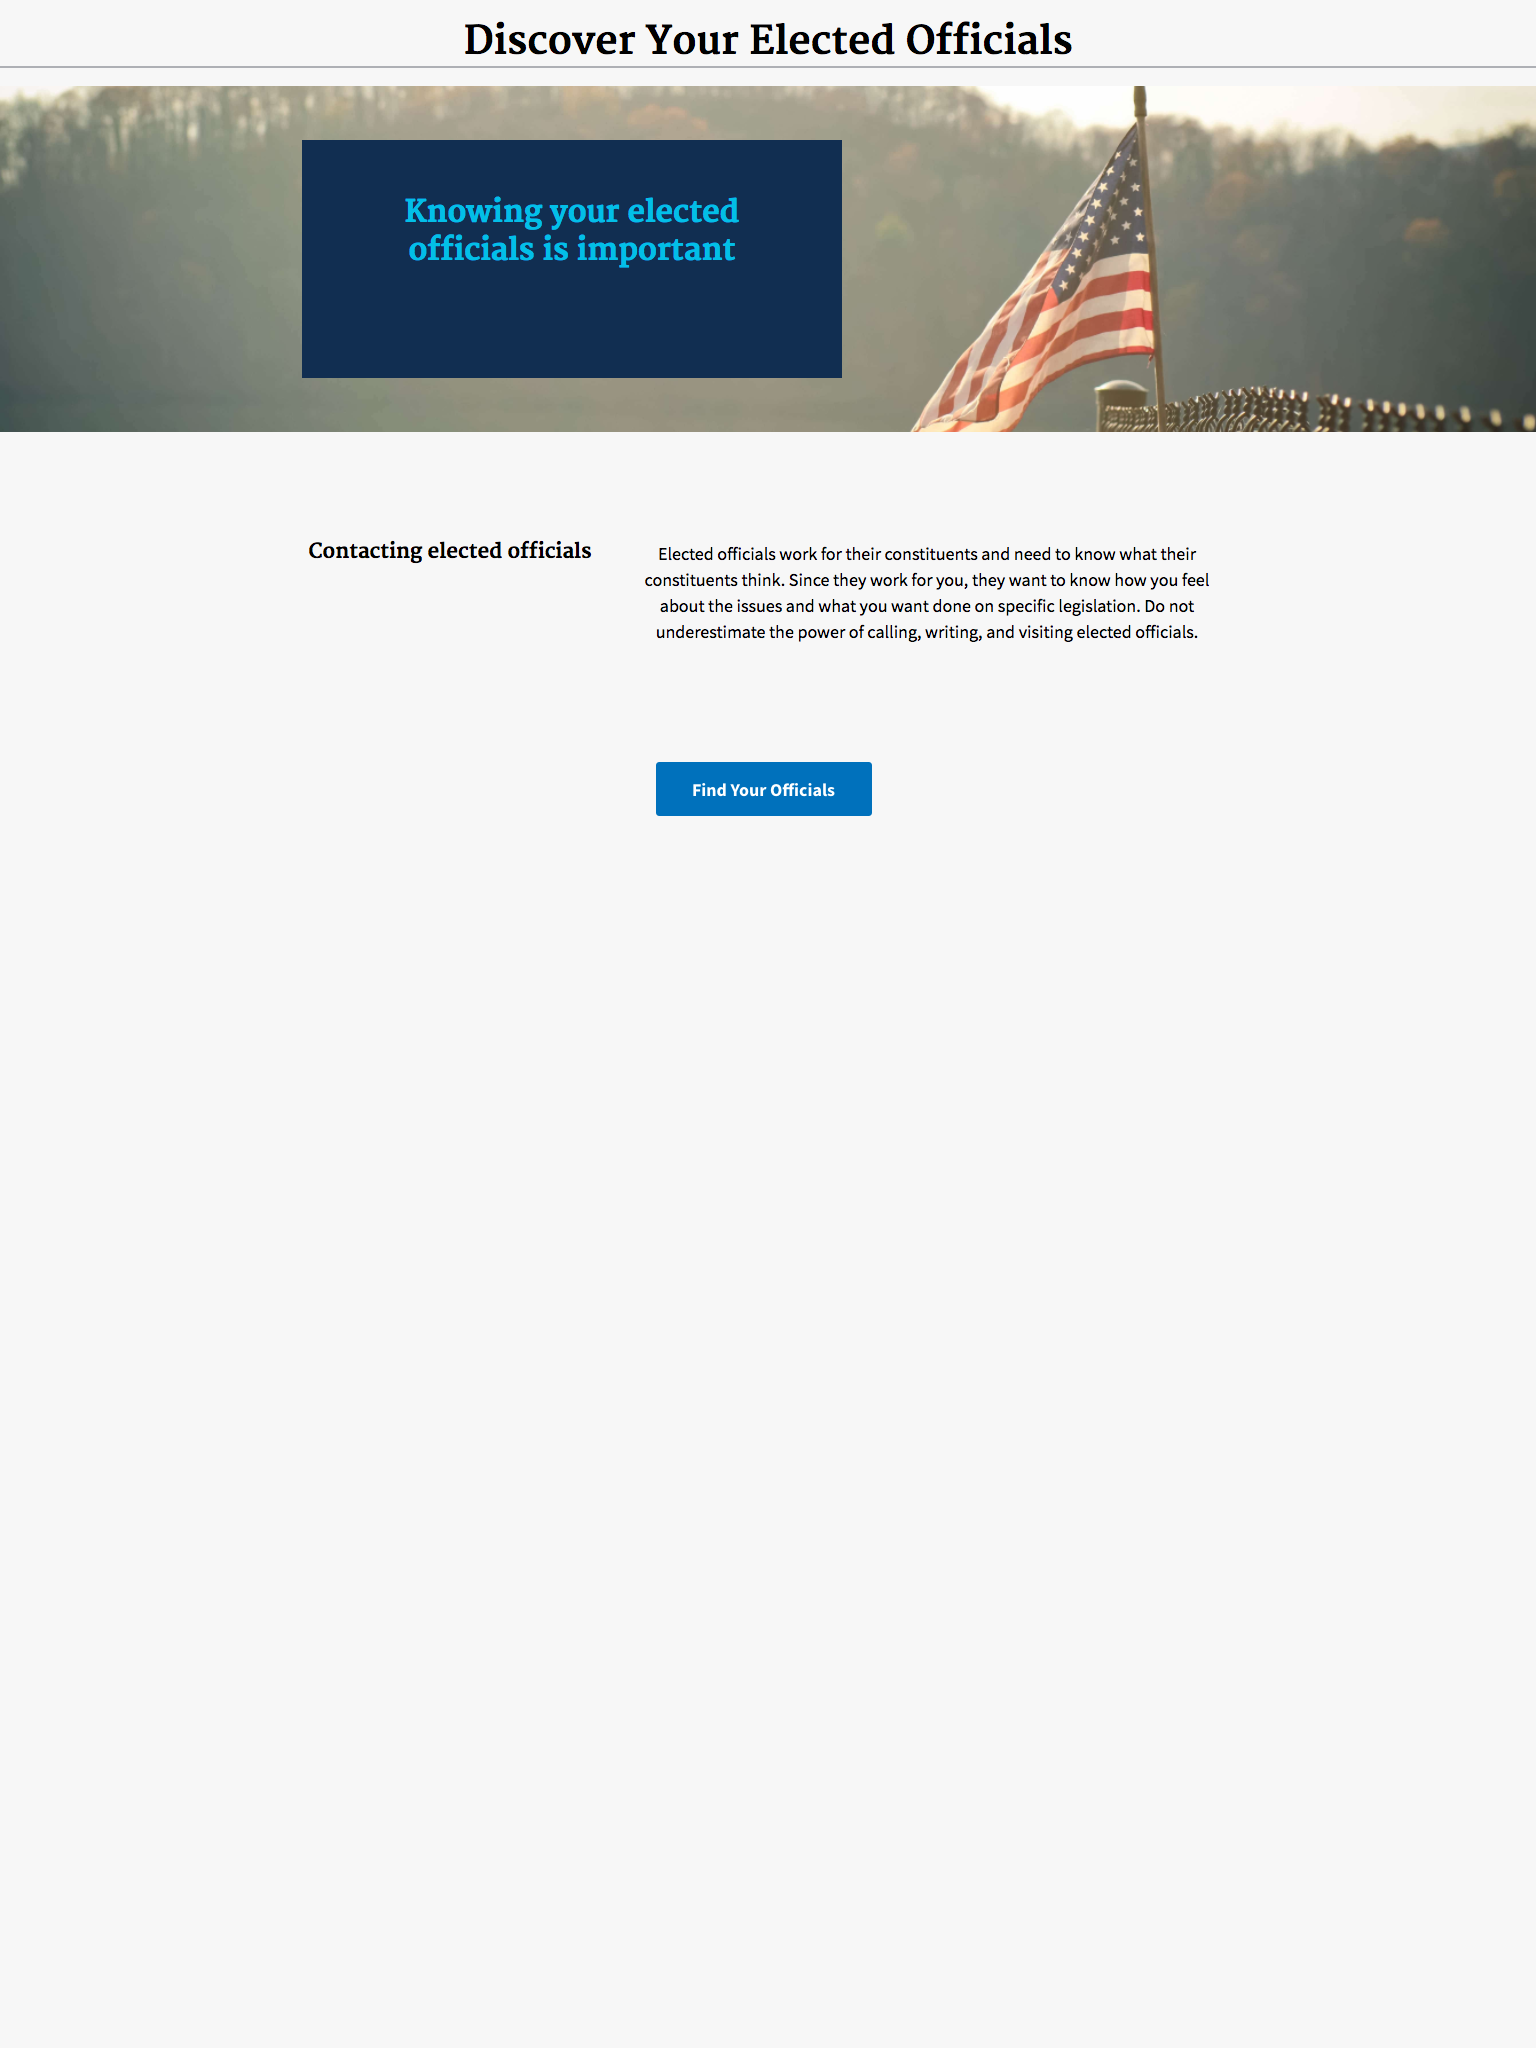 Discover Your Elected Officials
Knowing your elected
officials is important
Contacting elected officials
Elected officials work for their constituents and need to know what their
constituents think. Since they work for you, they want to know how you feel
about the issues and what you want done on specific legislation. Do not
underestimate the power of calling, writing, and visiting elected officials.
Find Your Officials